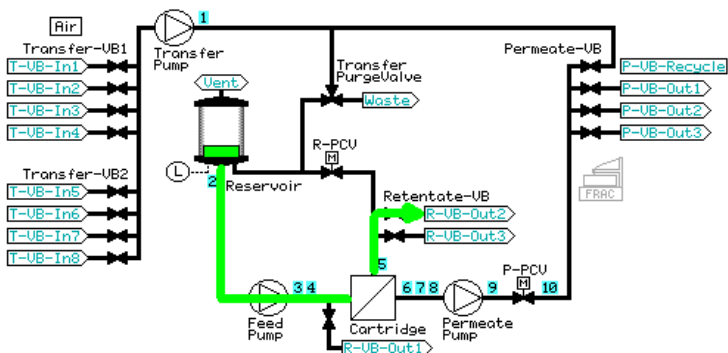 Air
1
Transfer-VB1
Transfer
Pump
Permeate-VB
T-VB-In1
T-VB-In2
T-VB-In3
T-VB-In4
Vent
Transfer
PurgeValve
Waste
P-VB-Recycle
P-VB-Out1
P-VB-Out2
P-VB-Out3
R-PCV
M
Transfer-VB2
L
2
Reservoir
FRAC
T-VB-In5
T-VB-In6
T-VB-In7
T-VB-In8
Retentate-VB
R-VB-Out2
R-VB-Out3
5
P-PCV
M
3 4
6 7 8
9
10
Feed
Pump
Cartridge
Permeate
Pump
R-VB-Out1